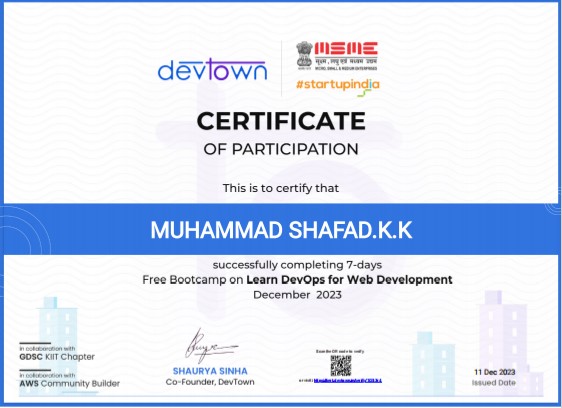 devtown
MSME
सूक्ष्म, लघु एवं मध्यम उद्यम
MICRO, SMALL & MEDIUM ENTERPRISES
#startupindia
CERTIFICATE
OF PARTICIPATION
This is to certify that
MUHAMMAD SHAFAD.K.K
successfully completing 7-days
Free Bootcamp on Learn DevOps for Web Development
December 2023
In collaboration with
GDSC KIIT Chapter
In collaboration with
AWS Community Builder
SHAURYA SINHA
Co-Founder, DevTown
Scan the QR code to verify
11 Dec 2023
Issued Date